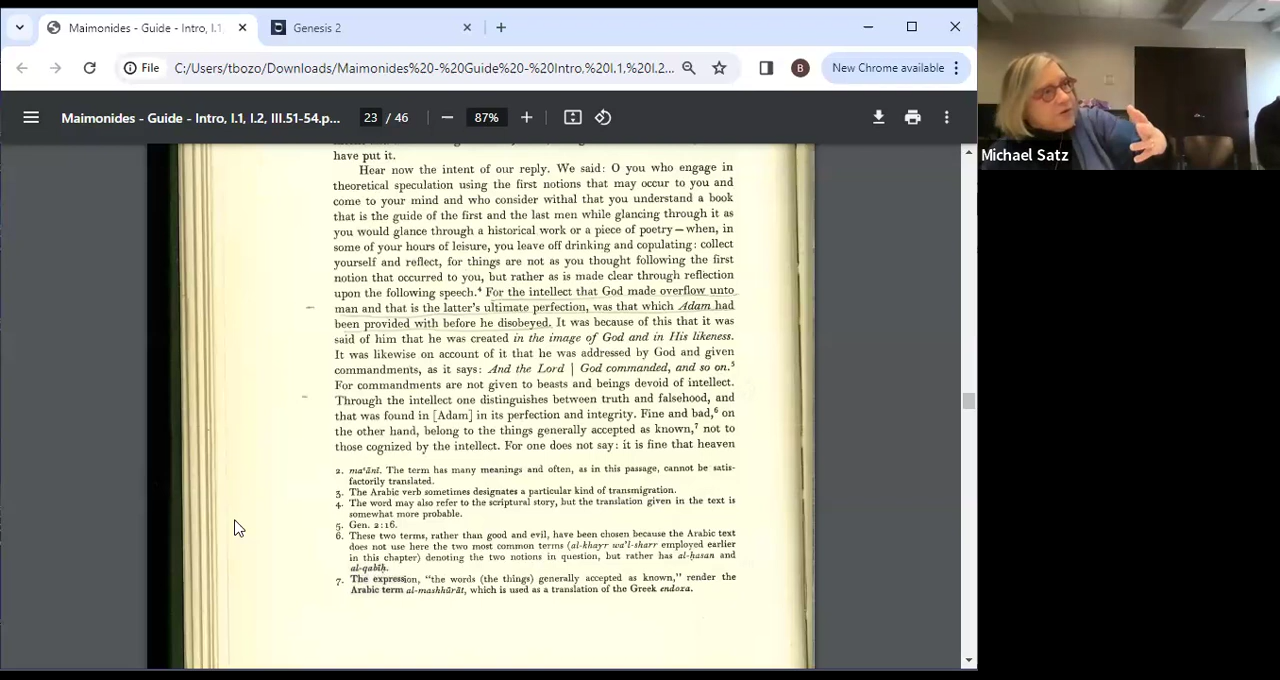 Maimonides - Guide - Intro, I.1,
Genesis 2
File
C:/Users/tbozo/Downloads/Maimonides%20-%20Guide%20-%20Intro,%20I.1,%20I.2...
B
New Chrome available
Maimonides - Guide - Intro, I.1, I.2, III.51-54.p...
23 / 46
87%
Michael Satz
have put it.
Hear now the intent of our reply. We said: O you who engage in
theoretical speculation using the first notions that may occur to you and
come to your mind and who consider withal that you understand a book
that is the guide of the first and the last men while glancing through it as
you would glance through a historical work or a piece of poetry—when, in
some of your hours of leisure, you leave off drinking and copulating: collect
yourself and reflect, for things are not as you thought following the first
notion that occurred to you, but rather as is made clear through reflection
upon the following speech.⁴ For the intellect that God made overflow unto
man and that is the latter's ultimate perfection, was that which Adam had
been provided with before he disobeyed. It was because of this that it was
said of him that he was created in the image of God and in His likeness.
It was likewise on account of it that he was addressed by God and given
commandments, as it says: And the Lord | God commanded, and so on.⁵
For commandments are not given to beasts and beings devoid of intellect.
Through the intellect one distinguishes between truth and falsehood, and
that was found in [Adam] in its perfection and integrity. Fine and bad,⁶ on
the other hand, belong to the things generally accepted as known,⁷ not to
those cognized by the intellect. For one does not say: it is fine that heaven
2. ma'ānī. The term has many meanings and often, as in this passage, cannot be satis-
factorily translated.
3. The Arabic verb sometimes designates a particular kind of transmigration.
4. The word may also refer to the scriptural story, but the translation given in the text is
somewhat more probable.
5. Gen. 2:16.
6. These two terms, rather than good and evil, have been chosen because the Arabic text
does not use here the two most common terms (al-khayr wa'l-sharr employed earlier
in this chapter) denoting the two notions in question, but rather has al-ḥasan and
al-qabīḥ.
7. The expression, "the words (the things) generally accepted as known," render the
Arabic term al-mashhūrāt, which is used as a translation of the Greek endoxa.